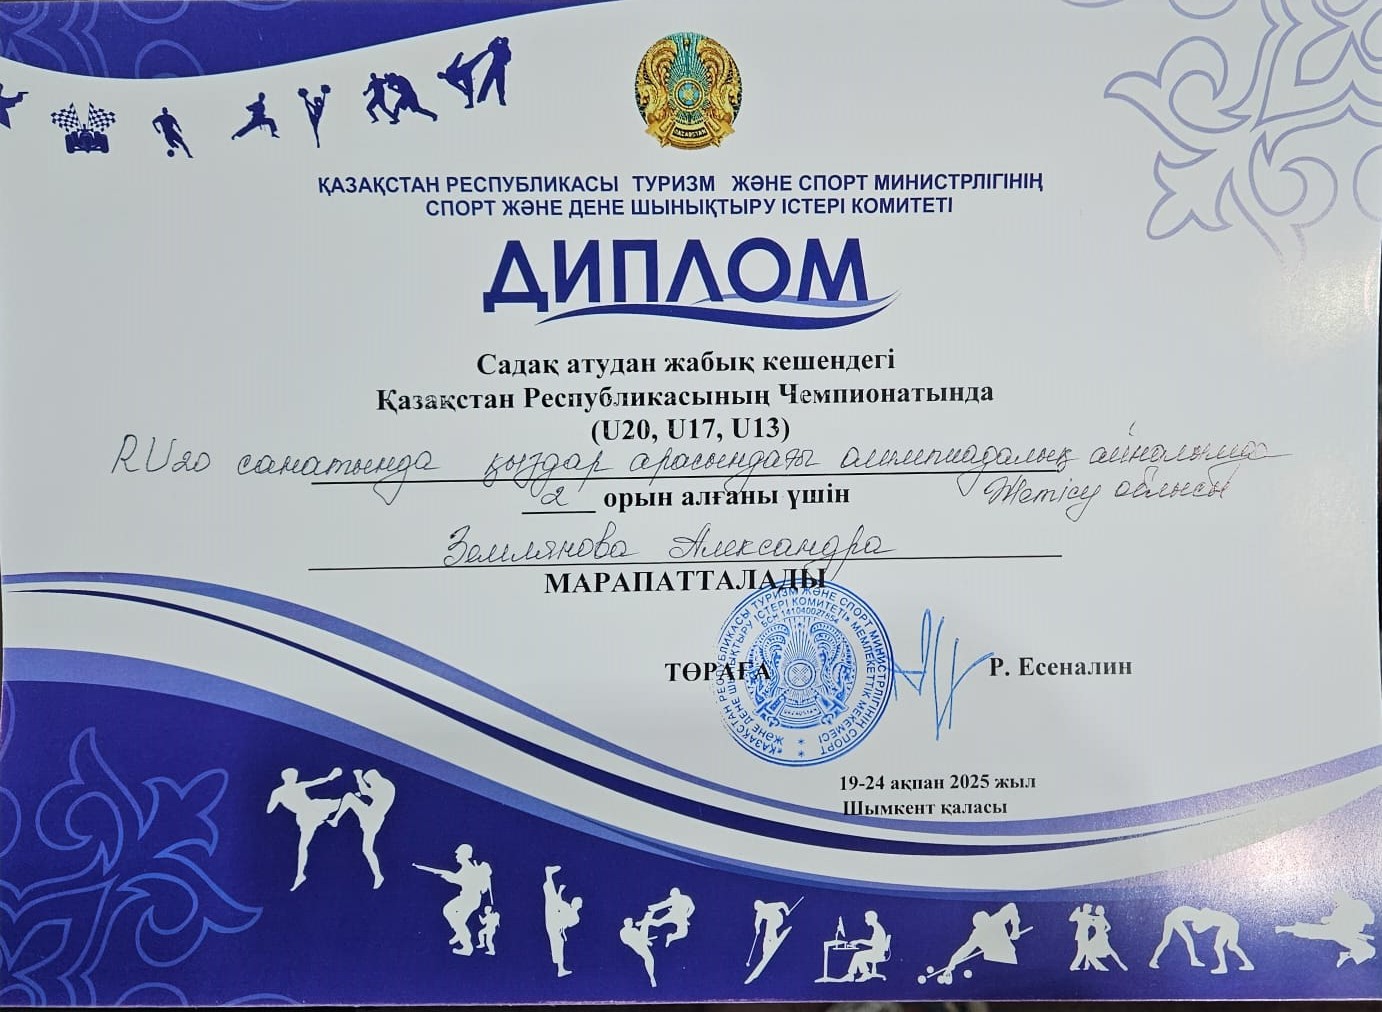 ҚАЗАҚСТАН РЕСПУБЛИКАСЫ ТУРИЗМ ЖӘНЕ СПОРТ МИНИСТРЛІГІНІҢ
СПОРТ ЖӘНЕ ДЕНЕ ШЫНЫҚТЫРУ ІСТЕРІ КОМИТЕТІ
ДИПЛОМ
Садақ атудан жабық кешендегі
Қазақстан Республикасының Чемпионатында
(U20, U17, U13)
RU20 санатында қыздар арасындағы олимпиадалық айналымда
2 орын алғаны үшін Жетісу облысы
Землянова Александра
МАРАПАТТАЛАДЫ
ТӨРАҒА Р. Есеналин
19-24 ақпан 2025 жыл
Шымкент қаласы